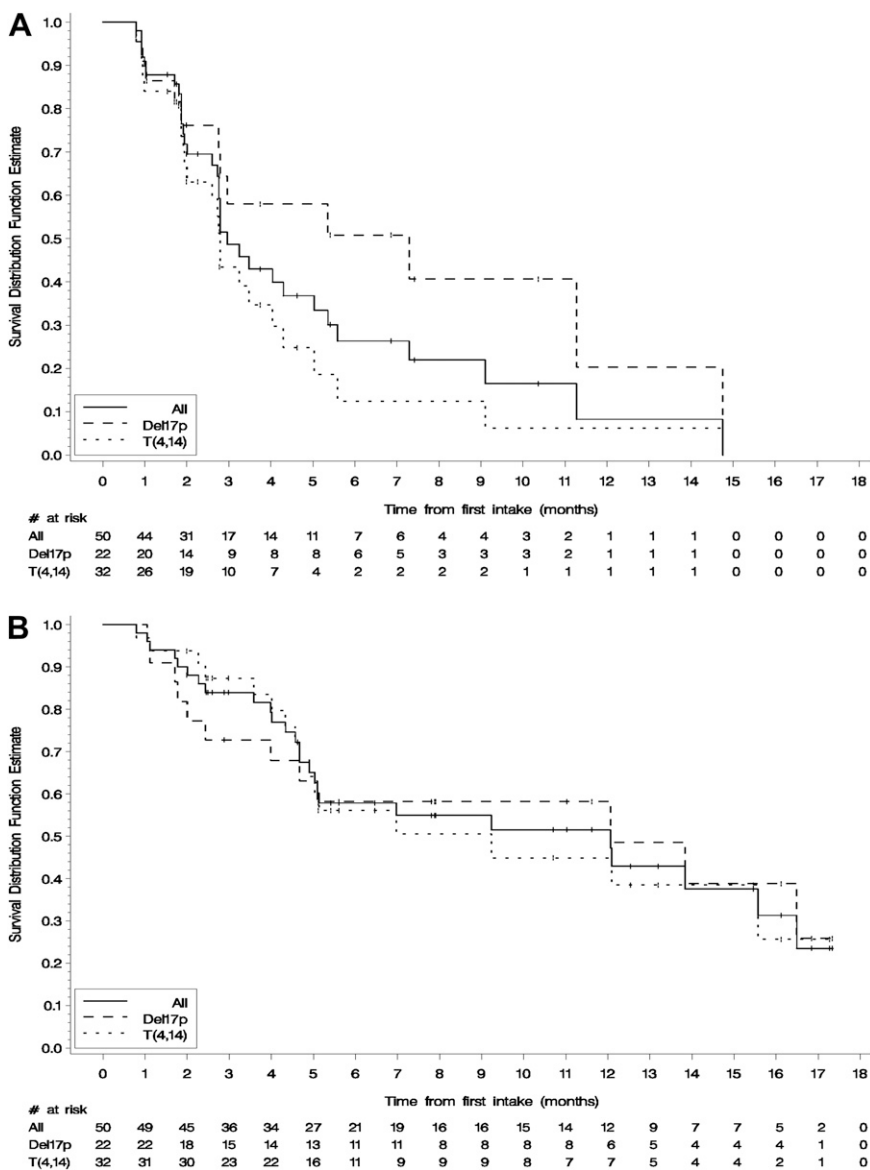 A
Survival Distribution Function Estimate
1.0
0.9
0.8
0.7
0.6
0.5
0.4
0.3
0.2
0.1
0.0
All
Del17p
T(4,14)
0 1 2 3 4 5 6 7 8 9 10 11 12 13 14 15 16 17 18
Time from first intake (months)
# at risk
All 50 44 31 17 14 11 7 6 4 4 3 2 1 1 1 0 0 0 0
Del17p 22 20 14 9 8 8 6 5 3 3 3 2 1 1 1 0 0 0 0
T(4,14) 32 26 19 10 7 4 2 2 2 2 1 1 1 1 1 0 0 0 0
B
Survival Distribution Function Estimate
1.0
0.9
0.8
0.7
0.6
0.5
0.4
0.3
0.2
0.1
0.0
All
Del17p
T(4,14)
0 1 2 3 4 5 6 7 8 9 10 11 12 13 14 15 16 17 18
Time from first intake (months)
# at risk
All 50 49 45 36 34 27 21 19 16 16 15 14 12 9 7 7 5 2 0
Del17p 22 22 18 15 14 13 11 11 8 8 8 8 6 5 4 4 4 1 0
T(4,14) 32 31 30 23 22 16 11 9 9 9 8 7 7 5 4 4 2 1 0